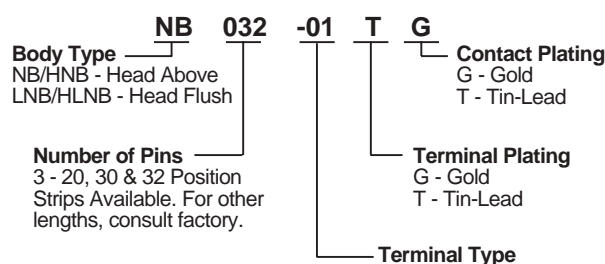 NB 032 -01 T G
Body Type
NB/HNB - Head Above
LNB/HLNB - Head Flush
Contact Plating
G - Gold
T - Tin-Lead
Number of Pins
3 - 20, 30 & 32 Position
Strips Available. For other
lengths, consult factory.
Terminal Plating
G - Gold
T - Tin-Lead
Terminal Type